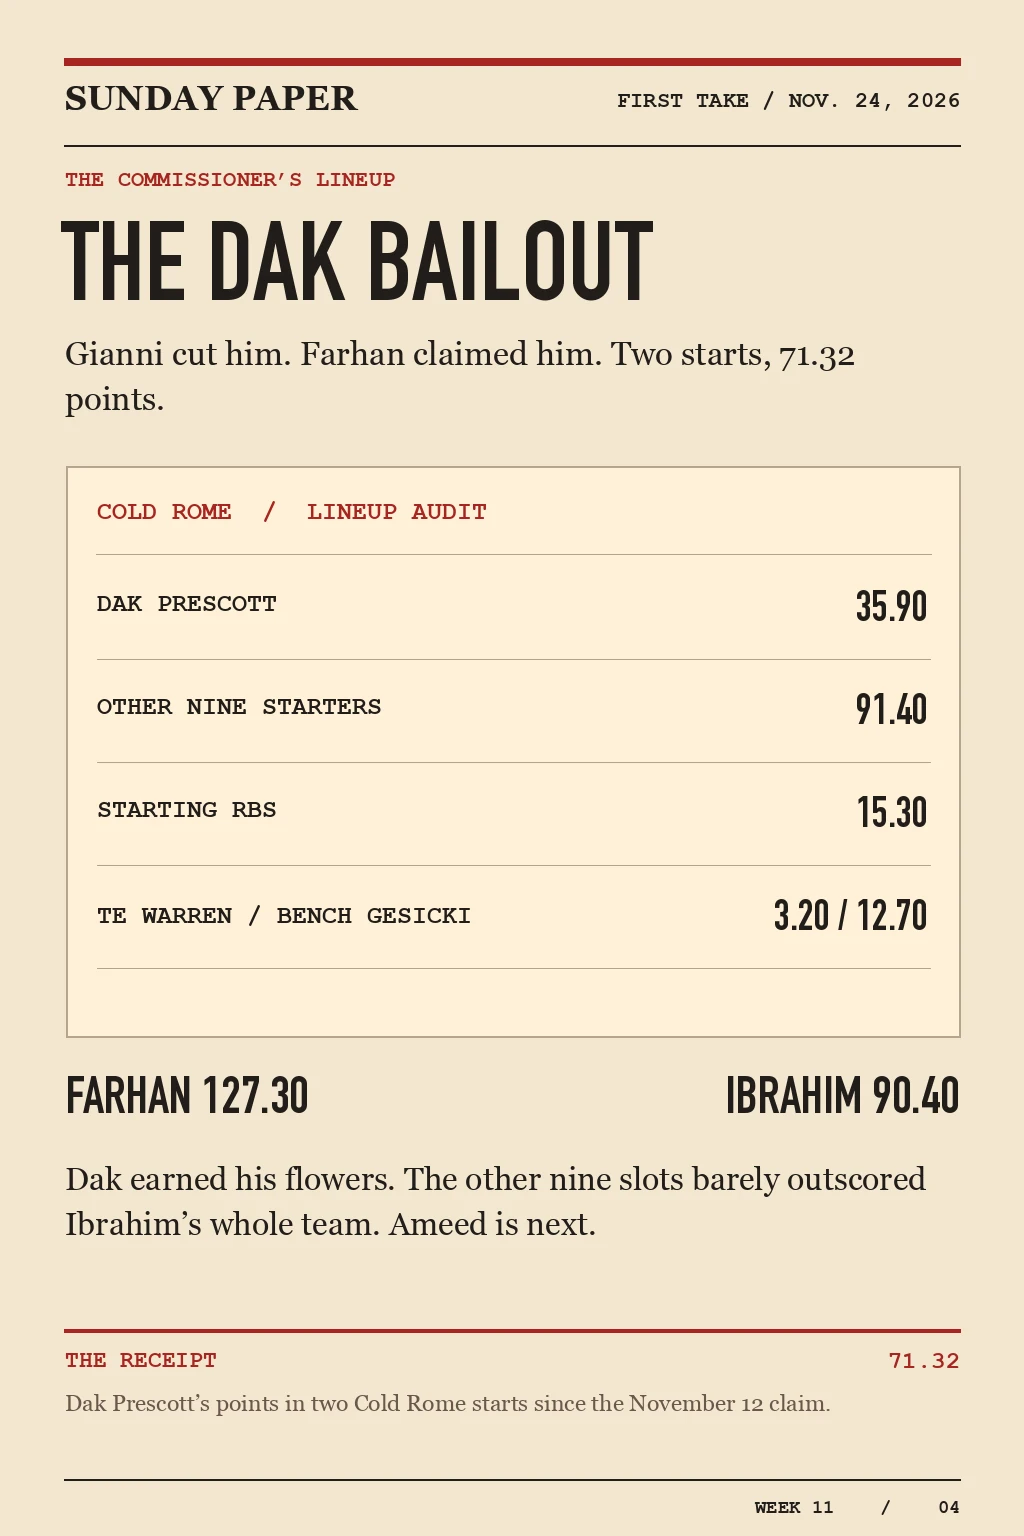 SUNDAY PAPER
FIRST TAKE / NOV. 24, 2026
THE COMMISSIONER’S LINEUP
THE DAK BAILOUT
Gianni cut him. Farhan claimed him. Two starts, 71.32
points.
COLD ROME / LINEUP AUDIT
DAK PRESCOTT 35.90
OTHER NINE STARTERS 91.40
STARTING RBS 15.30
TE WARREN / BENCH GESICKI 3.20 / 12.70
FARHAN 127.30 IBRAHIM 90.40
Dak earned his flowers. The other nine slots barely outscored
Ibrahim’s whole team. Ameed is next.
THE RECEIPT 71.32
Dak Prescott’s points in two Cold Rome starts since the November 12 claim.
WEEK 11 / 04